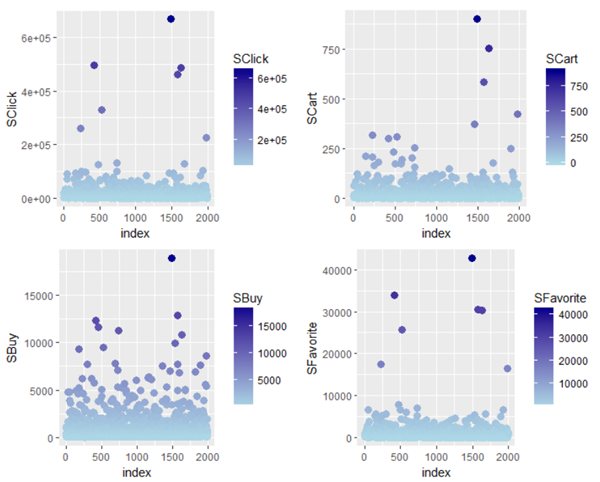 SClick
6e+05
4e+05
2e+05
0e+00
0 500 1000 1500 2000
index
SClick
6e+05
4e+05
2e+05
SCart
750
500
250
0
0 500 1000 1500 2000
index
SCart
750
500
250
0
SBuy
15000
10000
5000
0
0 500 1000 1500 2000
index
SBuy
15000
10000
5000
SFavorite
40000
30000
20000
10000
0
0 500 1000 1500 2000
index
SFavorite
40000
30000
20000
10000